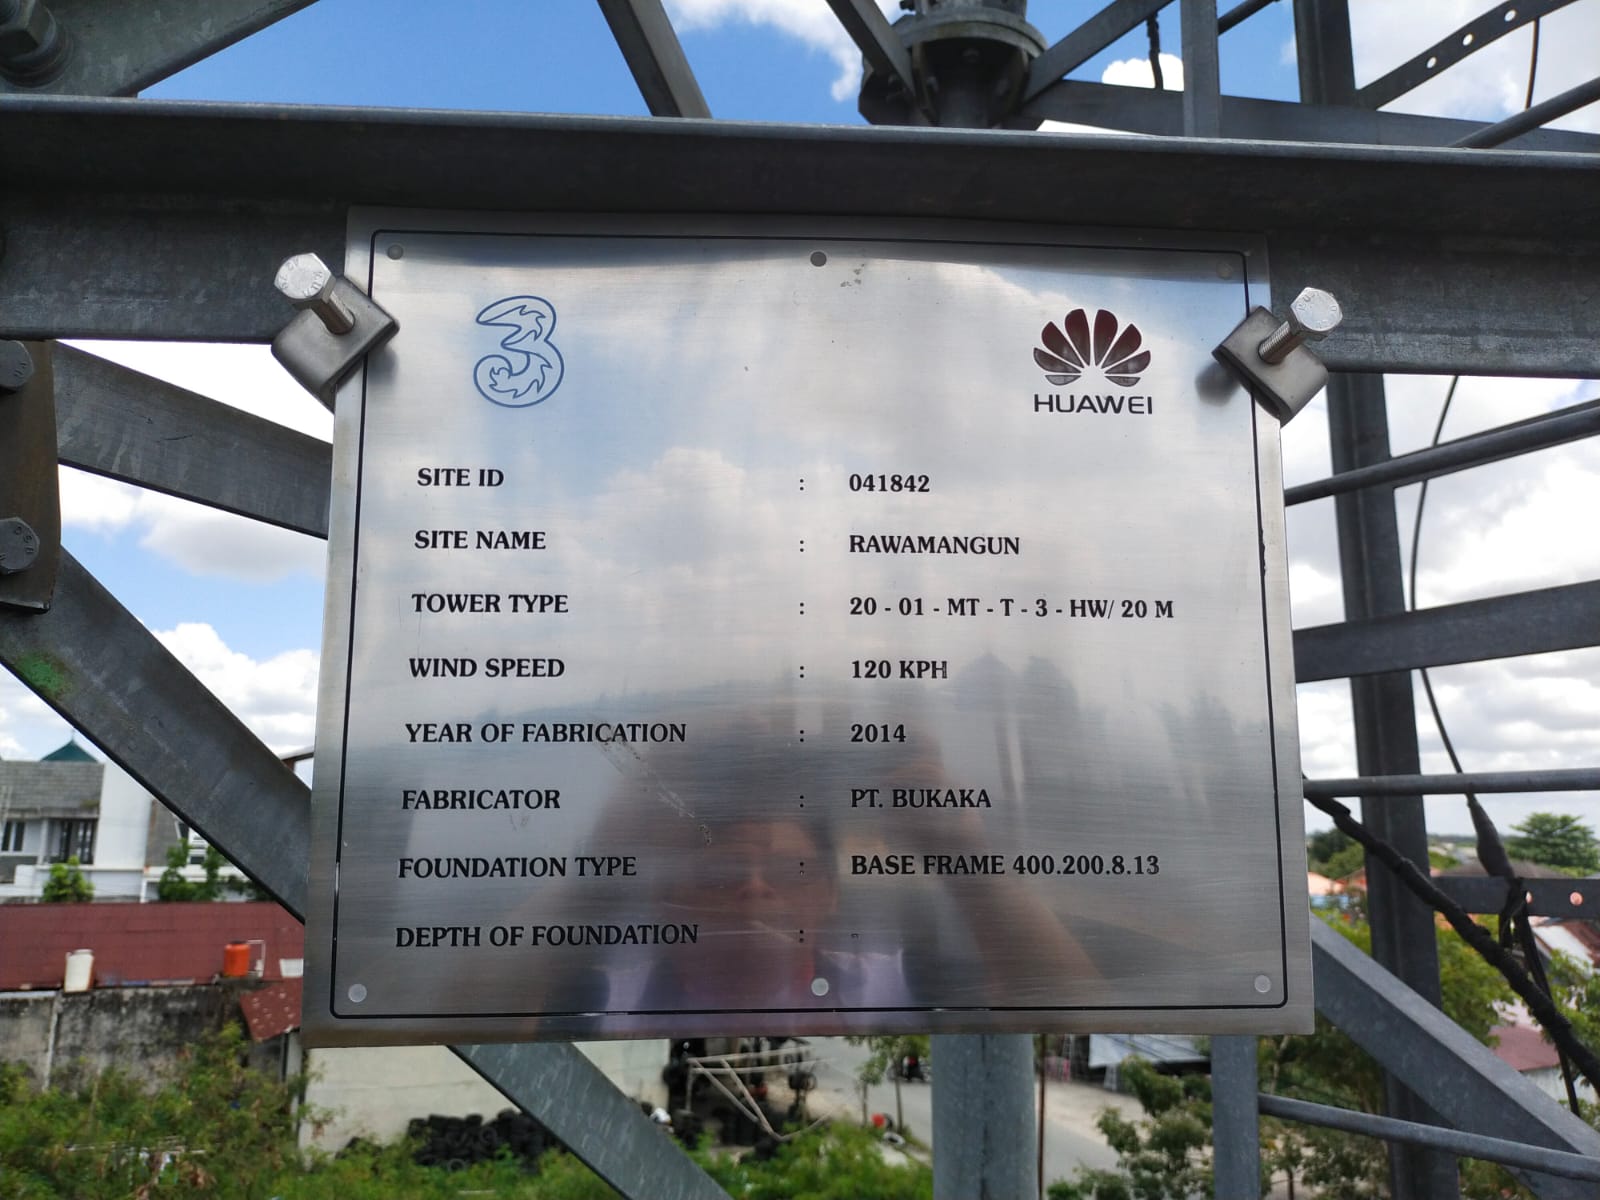 3
HUAWEI
SITE ID : 041842
SITE NAME : RAWAMANGUN
TOWER TYPE : 20 - 01 - MT - T - 3 - HW/ 20 M
WIND SPEED : 120 KPH
YEAR OF FABRICATION : 2014
FABRICATOR : PT. BUKAKA
FOUNDATION TYPE : BASE FRAME 400.200.8.13
DEPTH OF FOUNDATION : -